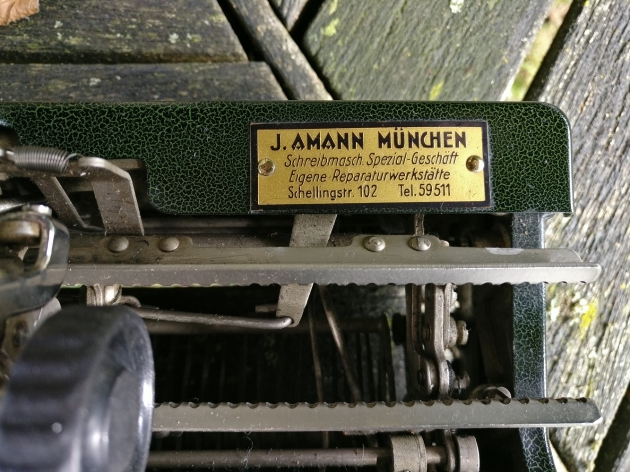 J. AMANN MÜNCHEN
Schreibmasch. Spezial-Geschäft
Eigene Reparaturwerkstätte
Schellingstr. 102 Tel. 59511